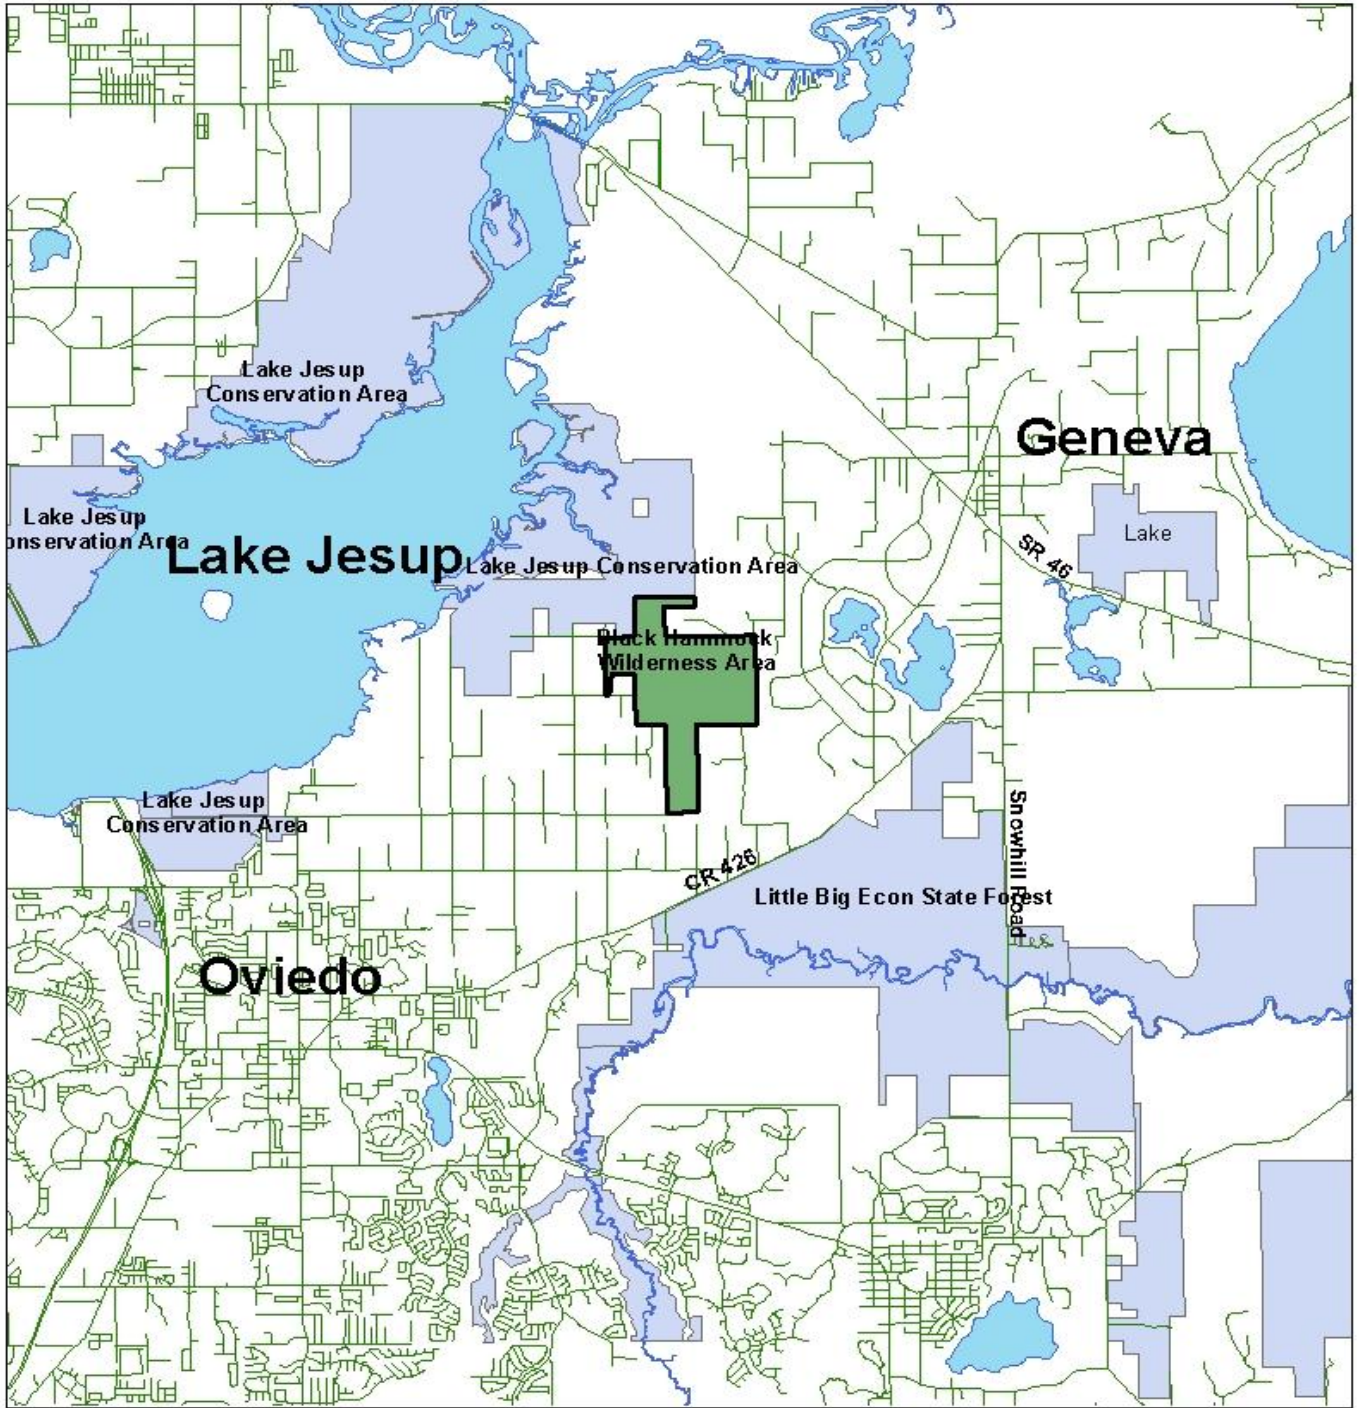 Lake Jesup
Conservation Area
Geneva
Lake Jesup
onservation Area
Lake
Lake Jesup
SR 46
Lake Jesup Conservation Area
Black Hammock
Wilderness Area
Lake Jesup
Conservation Area
Snowhill Road
CR 426
Little Big Econ State Forest
Oviedo